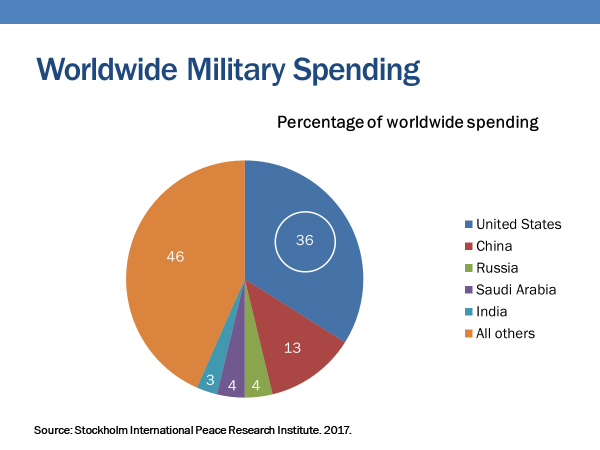 Worldwide Military Spending
Percentage of worldwide spending
36
46
13
3
4
4
United States
China
Russia
Saudi Arabia
India
All others
Source: Stockholm International Peace Research Institute. 2017.